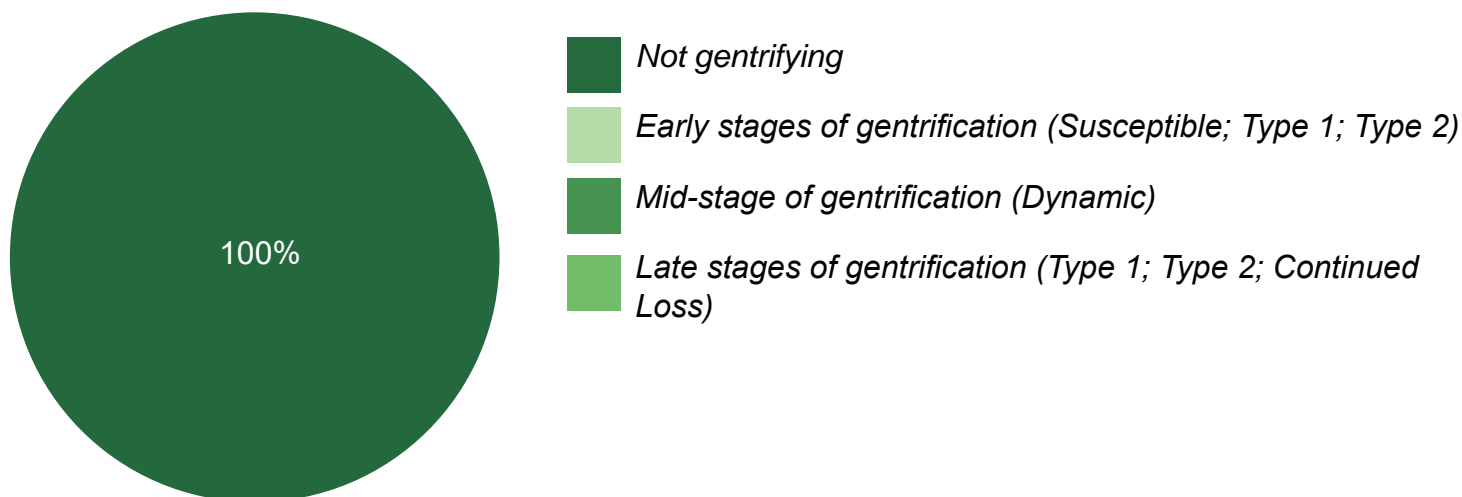 100%
Not gentrifying
Early stages of gentrification (Susceptible; Type 1; Type 2)
Mid-stage of gentrification (Dynamic)
Late stages of gentrification (Type 1; Type 2; Continued
Loss)